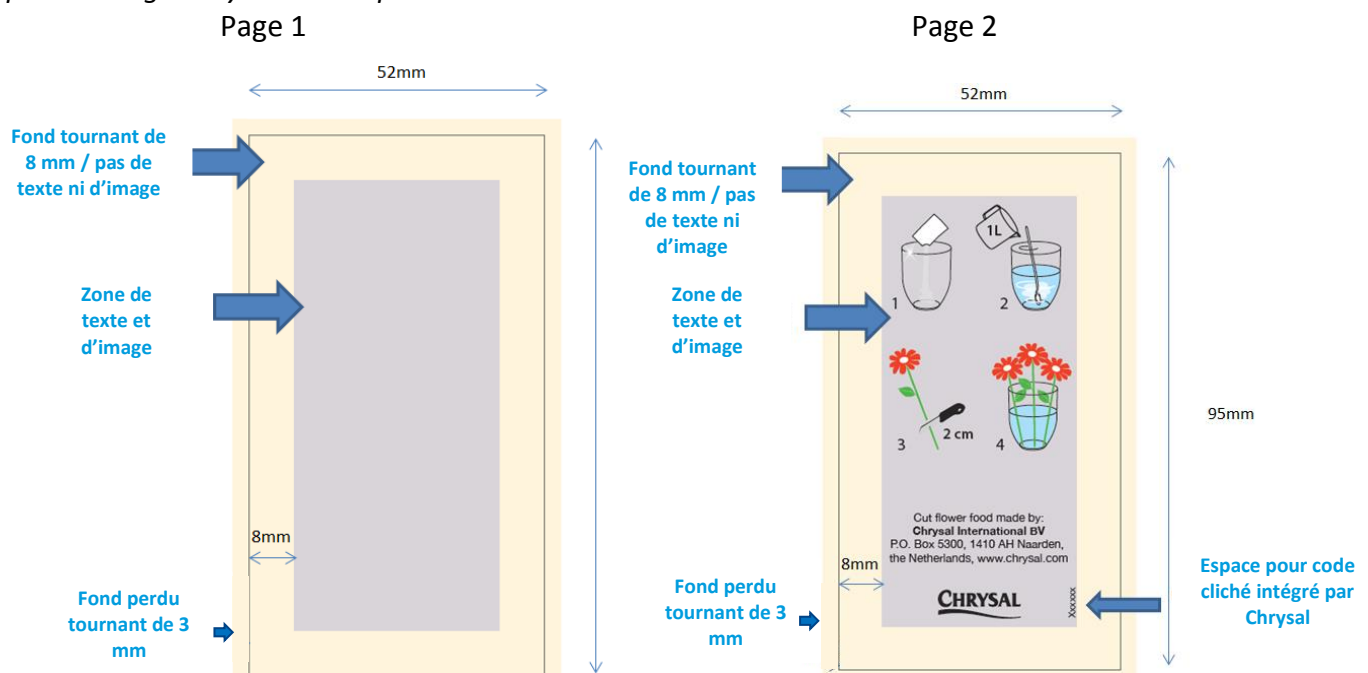 Page 1
Page 2
52mm
52mm
Fond tournant de
8 mm / pas de
texte ni d’image
Fond tournant
de 8 mm / pas
de texte ni
d’image
Zone de
texte et
d’image
Zone de
texte et
d’image
1L
1
2
3
2 cm
4
95mm
Cut flower food made by:
Chrysal International BV
P.O. Box 5300, 1410 AH Naarden,
the Netherlands, www.chrysal.com
8mm
8mm
CHRYSAL
Xxxxxx
Espace pour code
cliché intégré par
Chrysal
Fond perdu
tournant de 3
mm
Fond perdu
tournant de 3
mm